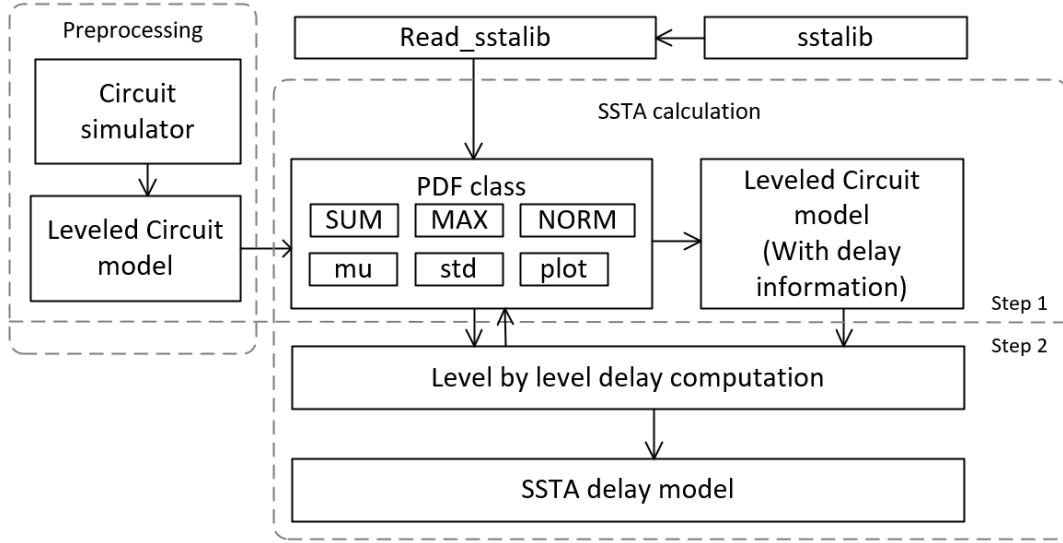 Preprocessing
Circuit
simulator
Leveled Circuit
model
Read_sstalib
sstalib
SSTA calculation
PDF class
SUM
MAX
NORM
mu
std
plot
Leveled Circuit
model
(With delay
information)
Step 1
Step 2
Level by level delay computation
SSTA delay model